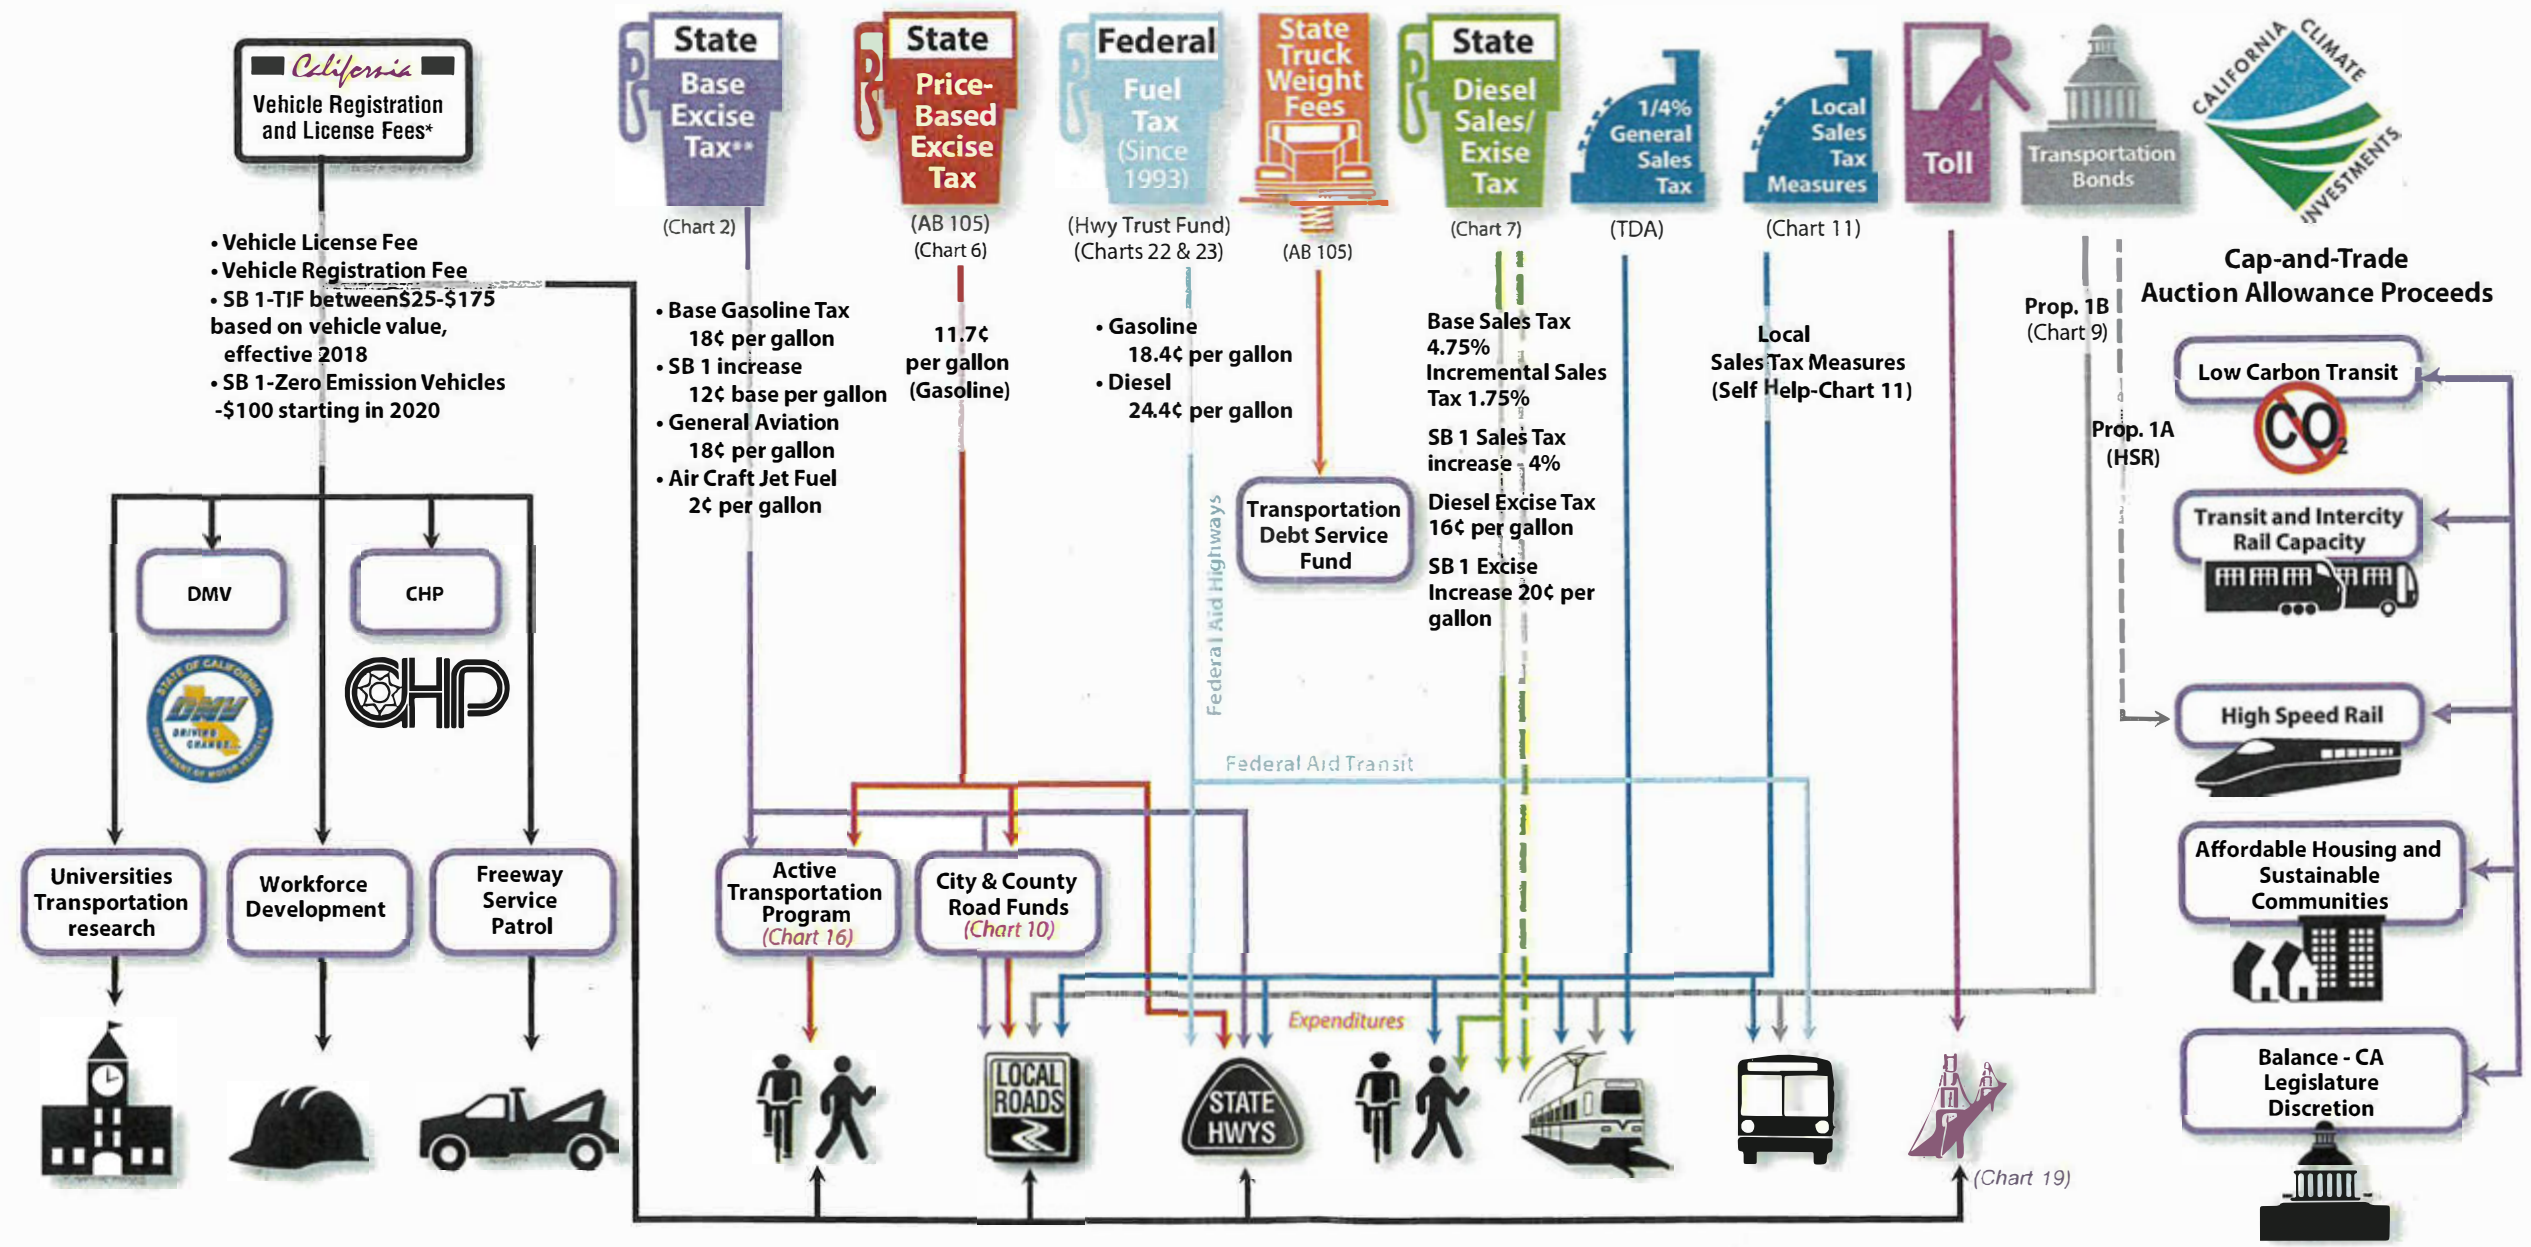 California
Vehicle Registration
and License Fees*
• Vehicle License Fee
• Vehicle Registration Fee
• SB 1-TIF between$25-$175
based on vehicle value,
effective 2018
• SB 1-Zero Emission Vehicles
-$100 starting in 2020
DMV
CHP
STATE OF CALIFORNIA
DMV
DRIVING
CHANGE...
DEPARTMENT OF MOTOR VEHICLES
CHP
Universities
Transportation
research
Workforce
Development
Freeway
Service
Patrol
State
Base
Excise
Tax**
(Chart 2)
• Base Gasoline Tax
18¢ per gallon
• SB 1 increase
12¢ base per gallon
• General Aviation
18¢ per gallon
• Air Craft Jet Fuel
2¢ per gallon
State
Price-
Based
Excise
Tax
(AB 105)
(Chart 6)
11.7¢
per gallon
(Gasoline)
Federal
Fuel
Tax
(Since
1993)
(Hwy Trust Fund)
(Charts 22 & 23)
• Gasoline
18.4¢ per gallon
• Diesel
24.4¢ per gallon
Federal Aid Highways
Federal Aid Transit
State
Truck
Weight
Fees
(AB 105)
Transportation
Debt Service
Fund
State
Diesel
Sales/
Exise
Tax
(Chart 7)
Base Sales Tax
4.75%
Incremental Sales
Tax 1.75%
SB 1 Sales Tax
increase 4%
Diesel Excise Tax
16¢ per gallon
SB 1 Excise
Increase 20¢ per
gallon
1/4%
General
Sales
Tax
(TDA)
Local
Sales
Tax
Measures
(Chart 11)
Local
Sales Tax Measures
(Self Help-Chart 11)
Toll
Transportation
Bonds
Prop. 1B
(Chart 9)
Prop. 1A
(HSR)
CALIFORNIA
CLIMATE
INVESTMENTS
Cap-and-Trade
Auction Allowance Proceeds
Low Carbon Transit
CO2
Transit and Intercity
Rail Capacity
High Speed Rail
Affordable Housing and
Sustainable
Communities
Balance - CA
Legislature
Discretion
Active
Transportation
Program
(Chart 16)
City & County
Road Funds
(Chart 10)
Expenditures
LOCAL
ROADS
STATE
HWYS
(Chart 19)